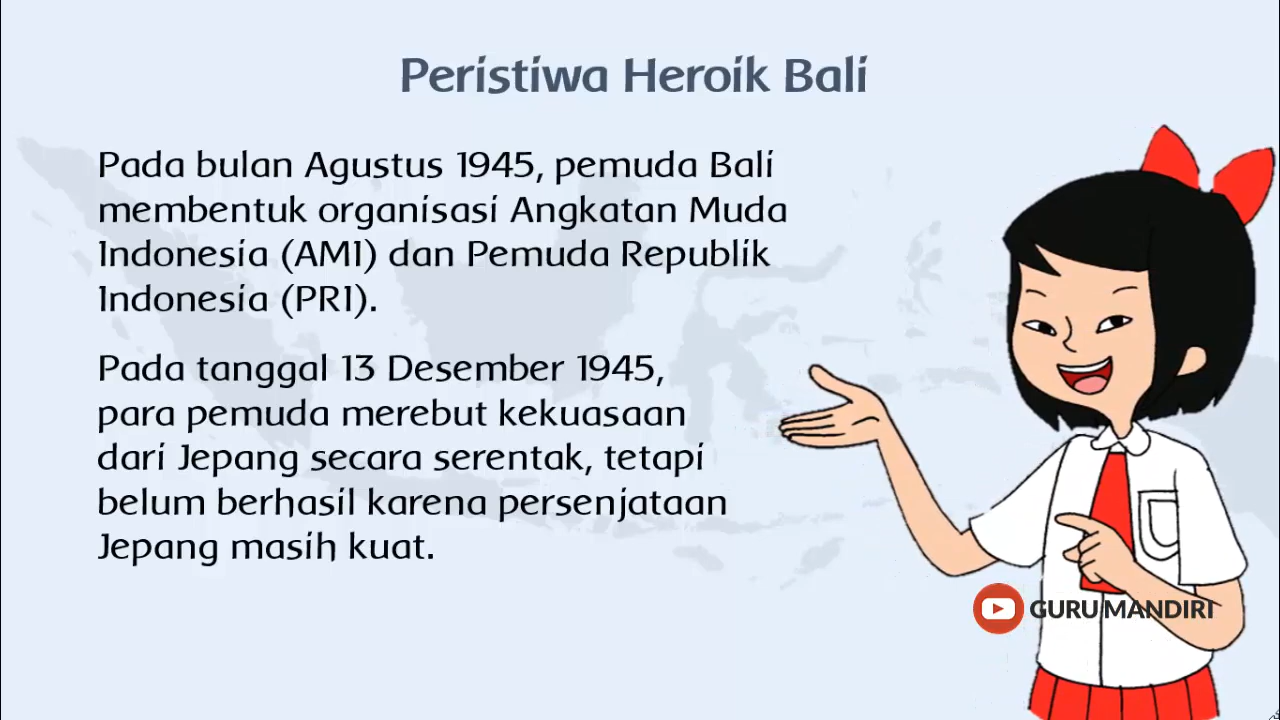 Peristiwa Heroik Bali
Pada bulan Agustus 1945, pemuda Bali
membentuk organisasi Angkatan Muda
Indonesia (AMI) dan Pemuda Republik
Indonesia (PRI).
Pada tanggal 13 Desember 1945,
para pemuda merebut kekuasaan
dari Jepang secara serentak, tetapi
belum berhasil karena persenjataan
Jepang masih kuat.
GURU MANDIRI